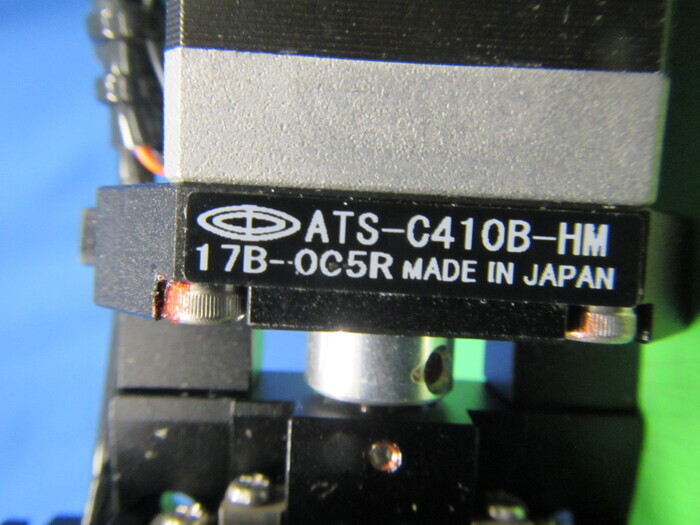 ATS-C410B-HM
17B-0C5R MADE IN JAPAN